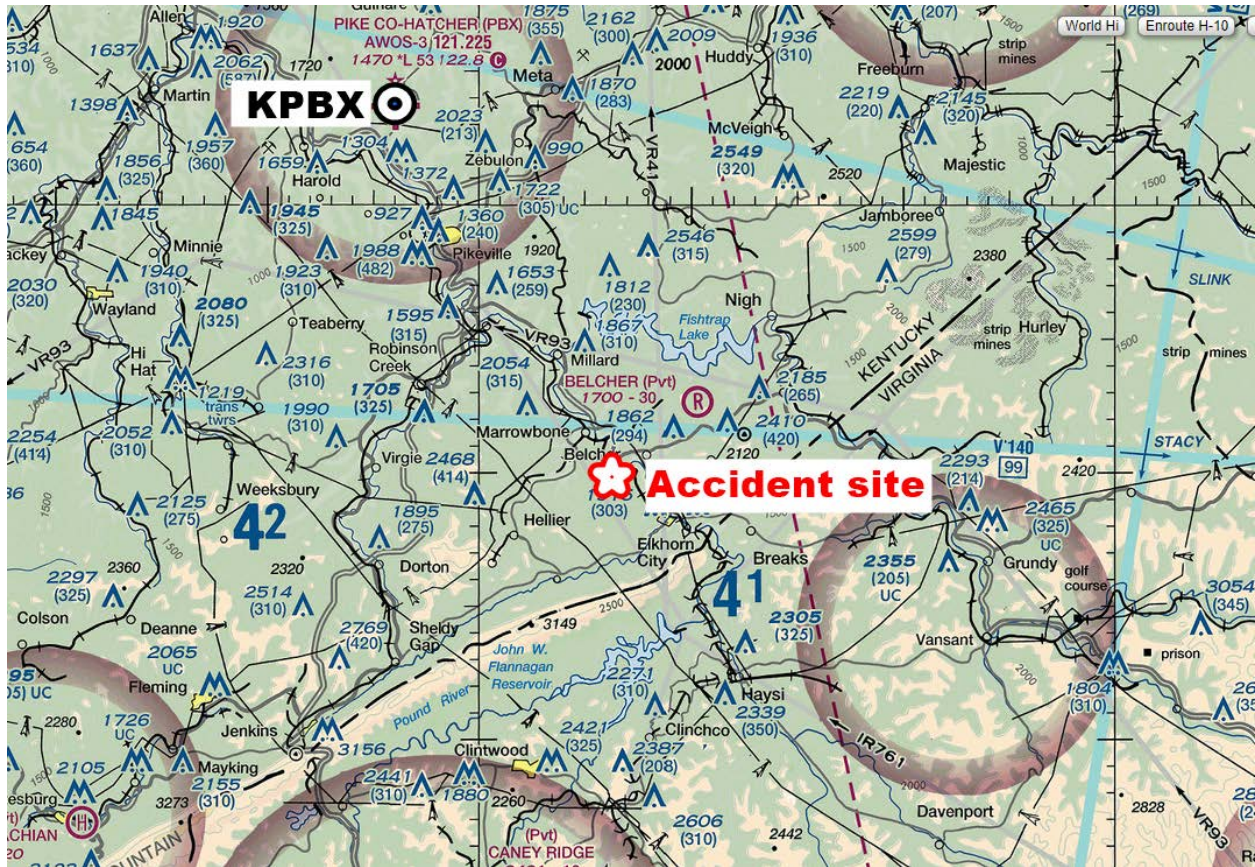 World Hi
Enroute H-10
Allen
1920
PIKE CO-HATCHER (PBX)
AWOS-3 121.225
1470 *L 53 122.8 C
1875
(355)
2162
(300)
2009
1936
(310)
(207)
(269)
2534
(310)
1637
2062
(587)
1720
Meta
2000
Huddy
strip
mines
Freeburn
Martin
KPBX
1870
(283)
2219
(220)
2145
(320)
1398
2023
(213)
VR41
McVeigh
1957
(360)
1304
990
2549
(320)
Majestic
1856
(325)
1659
Zebulon
Harold
1372
1722
(305) UC
2520
1500
1845
1945
(325)
927
1360
(240)
Jamboree
Minnie
1988
(482)
Pikeville
1920
2546
(315)
2599
(279)
2380
2030
(320)
1940
(310)
1923
(310)
1653
(259)
1812
(230)
SLINK
Wayland
2080
(325)
Teaberry
1595
(315)
1867
(310)
Nigh
Fishtrap
Lake
KENTUCKY
VIRGINIA
strip
mines
Hurley
strip mines
VR93
Hi
Hat
2316
(310)
Robinson
Creek
VR93
2054
(315)
Millard
BELCHER (Pvt)
1700 - 30
R
2185
(265)
1219
trans
twrs
1705
(325)
1990
(310)
1862
(294)
2410
(420)
2254
(414)
2052
(310)
Marrowbone
Belcher
2120
V140
99
STACY
Virgie
2468
(414)
Accident site
2293
(214)
2420
Weeksbury
42
2125
(275)
1895
(275)
Hellier
(303)
2465
(325)
UC
Elkhorn
City
Breaks
2355
(205)
UC
Grundy
2297
(325)
2360
2320
Dorton
golf
course
2514
(310)
41
2305
(325)
3054
(345)
Colson
Deanne
2769
(420)
Sheldy
Gap
3149
2500
Vansant
prison
2065
UC
John W.
Flannagan
Reservoir
2271
(310)
Fleming
Haysi
1804
(310)
2280
1726
UC
Jenkins
Pound River
2421
(325)
Clinchco
2339
(350)
IR761
3156
Clintwood
2387
(208)
2105
Mayking
2155
(310)
2441
(310)
1880
2000
3273
2260
2606
(310)
Davenport
2828
VR93
H
(Pvt)
CANEY RIDGE
2442
MOUNTAIN